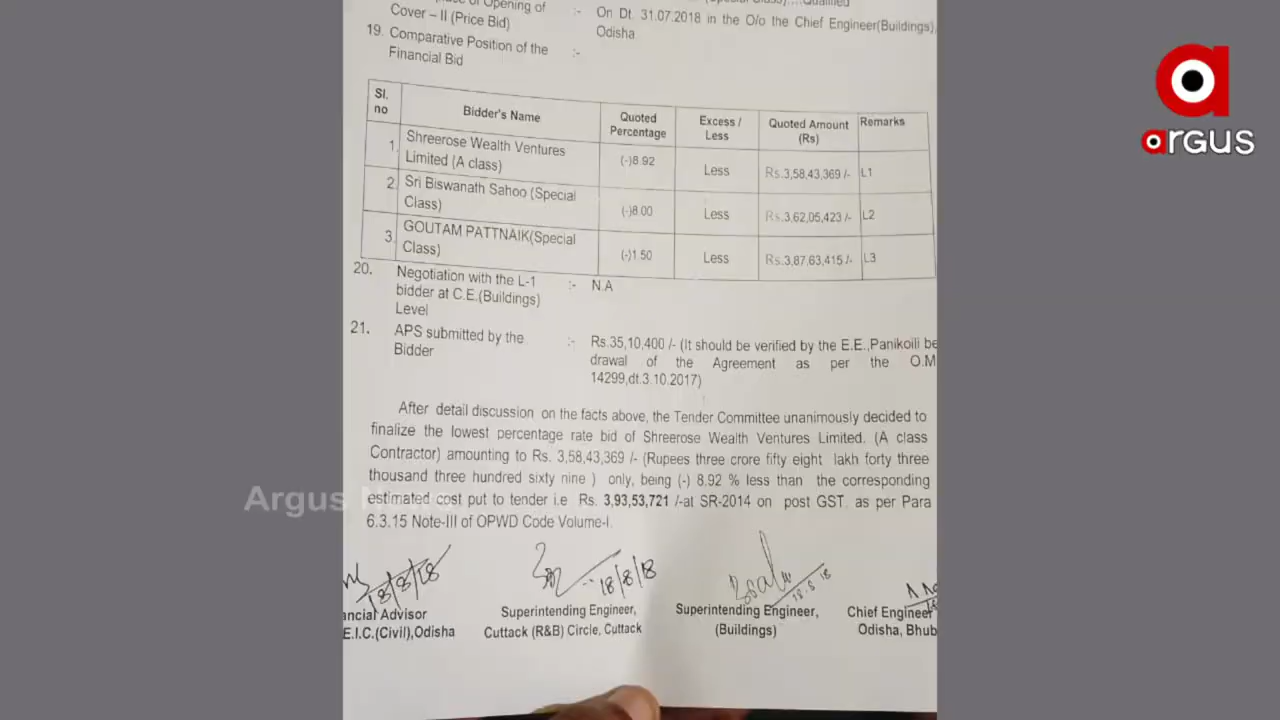 Opening of
Cover – II (Price Bid) :- On Dt. 31.07.2018 in the O/o the Chief Engineer(Buildings),
Odisha
19. Comparative Position of the
Financial Bid :-
Sl. no Bidder's Name Quoted Percentage Excess / Less Quoted Amount (Rs) Remarks
1. Shreerose Wealth Ventures Limited (A class) (-)8.92 Less Rs.3,58,43,369 /- L1
2. Sri Biswanath Sahoo (Special Class) (-)8.00 Less Rs.3,62,05,423 /- L2
3. GOUTAM PATTNAIK(Special Class) (-)1.50 Less Rs.3,87,63,415 /- L3
20. Negotiation with the L-1 :- N.A
bidder at C.E.(Buildings)
Level
21. APS submitted by the :- Rs.35,10,400 /- (It should be verified by the E.E.,Panikoili be
Bidder drawal of the Agreement as per the O.M
14299,dt.3.10.2017)
After detail discussion on the facts above, the Tender Committee unanimously decided to
finalize the lowest percentage rate bid of Shreerose Wealth Ventures Limited. (A class
Contractor) amounting to Rs. 3,58,43,369 /- (Rupees three crore fifty eight lakh forty three
thousand three hundred sixty nine ) only, being (-) 8.92 % less than the corresponding
estimated cost put to tender i.e Rs. 3,93,53,721 /-at SR-2014 on post GST. as per Para
6.3.15 Note-III of OPWD Code Volume-I.
18/8/18 18/8/18 18.8.18
ancial Advisor Superintending Engineer, Superintending Engineer, Chief Engineer
E.I.C.(Civil),Odisha Cuttack (R&B) Circle, Cuttack (Buildings) Odisha, Bhub
a
argus
Argus News